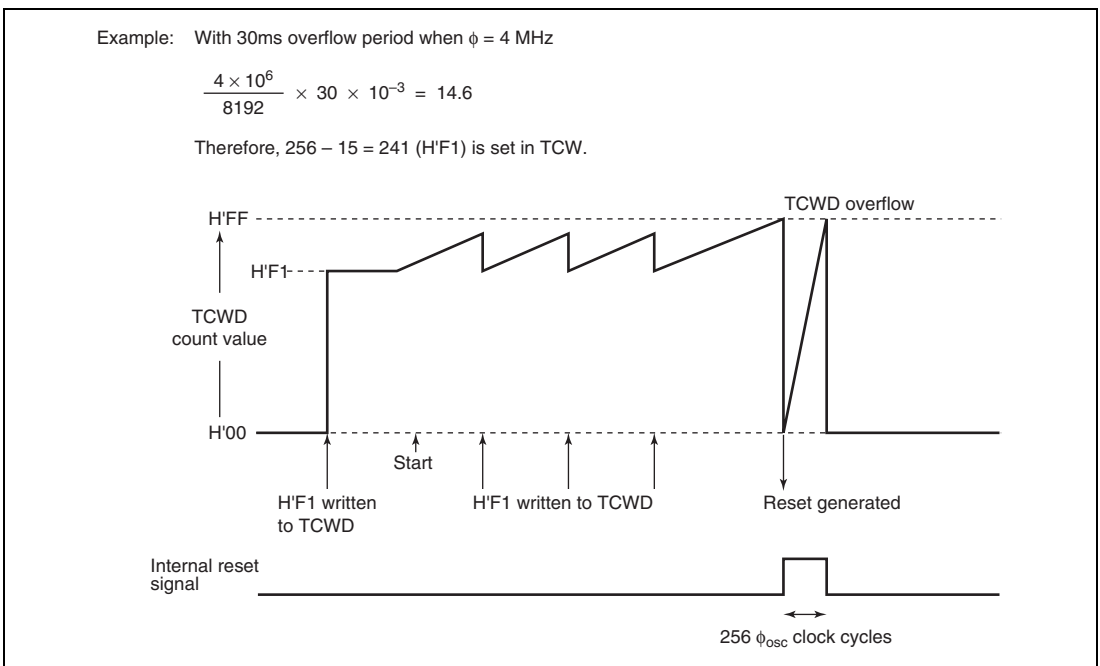 Example: With 30ms overflow period when ϕ = 4 MHz
4 × 10⁶
8192
× 30 × 10⁻³ = 14.6
Therefore, 256 – 15 = 241 (H'F1) is set in TCW.
TCWD overflow
H'FF
H'F1
TCWD
count value
H'00
Start
H'F1 written
to TCWD
H'F1 written to TCWD
Reset generated
Internal reset
signal
256 ϕosc clock cycles